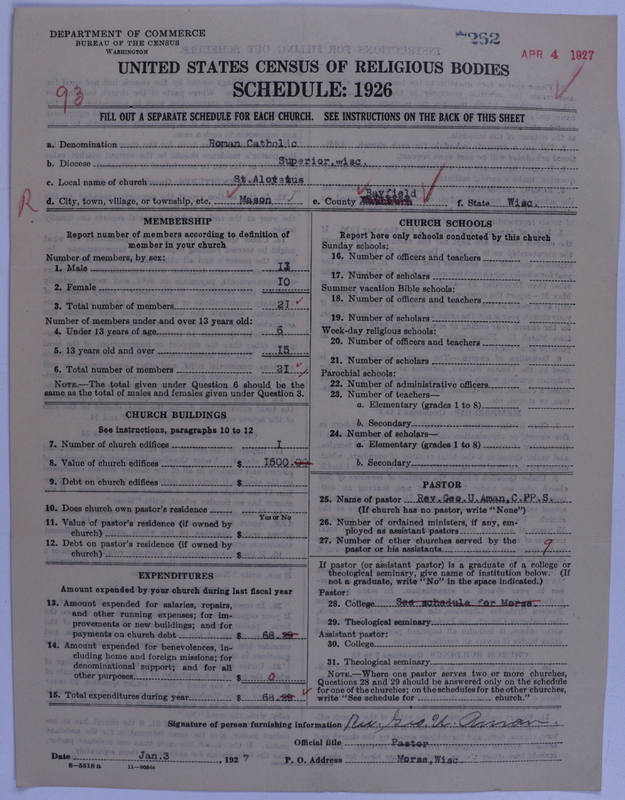 DEPARTMENT OF COMMERCE
BUREAU OF THE CENSUS
WASHINGTON
262
APR 4 1927
UNITED STATES CENSUS OF RELIGIOUS BODIES
SCHEDULE: 1926
93
FILL OUT A SEPARATE SCHEDULE FOR EACH CHURCH. SEE INSTRUCTIONS ON THE BACK OF THIS SHEET
a. Denomination Roman Catholic
b. Diocese Superior, wisc.
c. Local name of church St. Aloisius
R
d. City, town, village, or township, etc. Mason e. County Bayfield f. State Wisc.
MEMBERSHIP
Report number of members according to definition of
member in your church
Number of members, by sex:
1. Male 11
2. Female 10
3. Total number of members 21
Number of members under and over 13 years old:
4. Under 13 years of age 6
5. 13 years old and over 15
6. Total number of members 21
NOTE.—The total given under Question 6 should be the
same as the total of males and females given under Question 3.
CHURCH BUILDINGS
See instructions, paragraphs 10 to 12
7. Number of church edifices 1
8. Value of church edifices $ 1500.00
9. Debt on church edifices $
10. Does church own pastor's residence
Yes or No
11. Value of pastor's residence (if owned by
church) $
12. Debt on pastor's residence (if owned by
church) $
EXPENDITURES
Amount expended by your church during last fiscal year
13. Amount expended for salaries, repairs,
and other running expenses; for im-
provements or new buildings; and for
payments on church debt $ 68.29
14. Amount expended for benevolences, in-
cluding home and foreign missions; for
denominational support; and for all
other purposes $ 0
15. Total expenditures during year $ 68.29
CHURCH SCHOOLS
Report here only schools conducted by this church
Sunday schools:
16. Number of officers and teachers
17. Number of scholars
Summer vacation Bible schools:
18. Number of officers and teachers
19. Number of scholars
Week-day religious schools:
20. Number of officers and teachers
21. Number of scholars
Parochial schools:
22. Number of administrative officers
23. Number of teachers—
a. Elementary (grades 1 to 8)
b. Secondary
24. Number of scholars—
a. Elementary (grades 1 to 8)
b. Secondary
PASTOR
25. Name of pastor Rev. Geo. U. Aman, C.PP.S.
(If church has no pastor, write "None")
26. Number of ordained ministers, if any, em-
ployed as assistant pastors
27. Number of other churches served by the
pastor or his assistants 9
If pastor (or assistant pastor) is a graduate of a college or
theological seminary, give name of institution below. (If
not a graduate, write "No" in the space indicated.)
Pastor:
28. College See schedule for Morss.
29. Theological seminary
Assistant pastor:
30. College
31. Theological seminary
NOTE.—Where one pastor serves two or more churches,
Questions 28 and 29 should be answered only on the schedule
for one of the churches; on the schedules for the other churches,
write "See schedule for church."
Signature of person furnishing information Rev. Geo. U. Aman.
Official title Pastor
Date Jan. 3, 1927 P. O. Address Morss, Wisc.
8—5518a 11—9054a